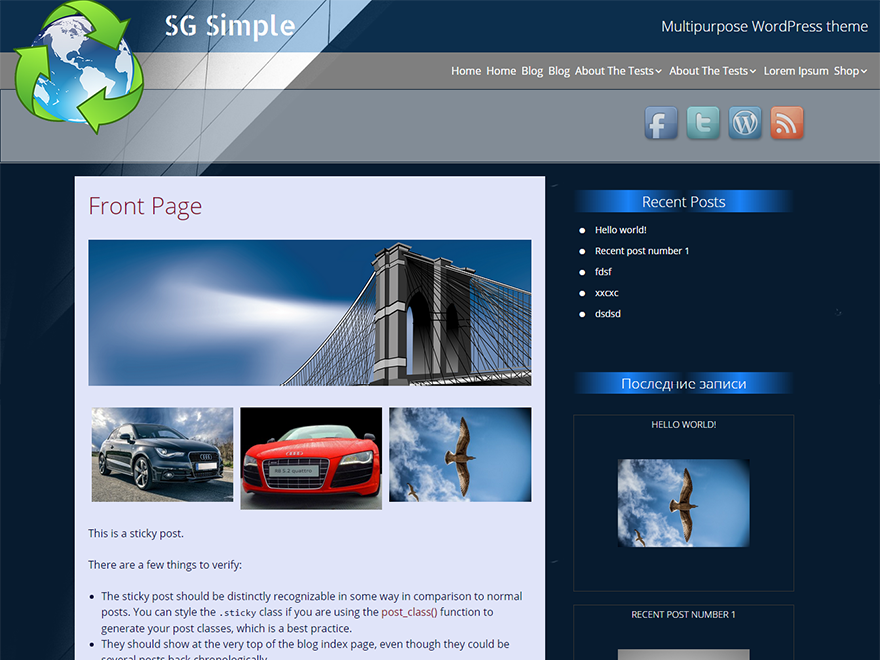 SG Simple
Multipurpose WordPress theme
Home Home Blog Blog About The Tests About The Tests Lorem Ipsum Shop
Front Page
This is a sticky post.
There are a few things to verify:
The sticky post should be distinctly recognizable in some way in comparison to normal
posts. You can style the .sticky class if you are using the post_class() function to
generate your post classes, which is a best practice.
They should show at the very top of the blog index page, even though they could be
several posts back chronologically.
Recent Posts
Hello world!
Recent post number 1
fdsf
xxcxc
dsdsd
Последние записи
HELLO WORLD!
RECENT POST NUMBER 1